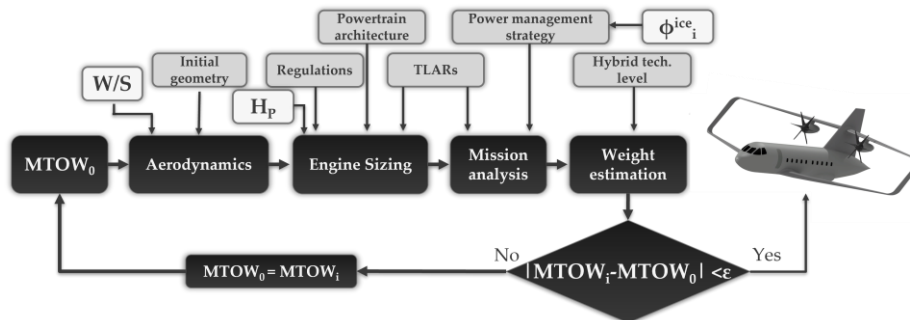 Powertrain
architecture
Power management
strategy
ϕ^ice_i
Initial
geometry
Regulations
TLARs
Hybrid tech.
level
W/S
H_P
MTOW_0
Aerodynamics
Engine Sizing
Mission
analysis
Weight
estimation
No
Yes
|MTOW_i-MTOW_0| <ε
MTOW_0 = MTOW_i